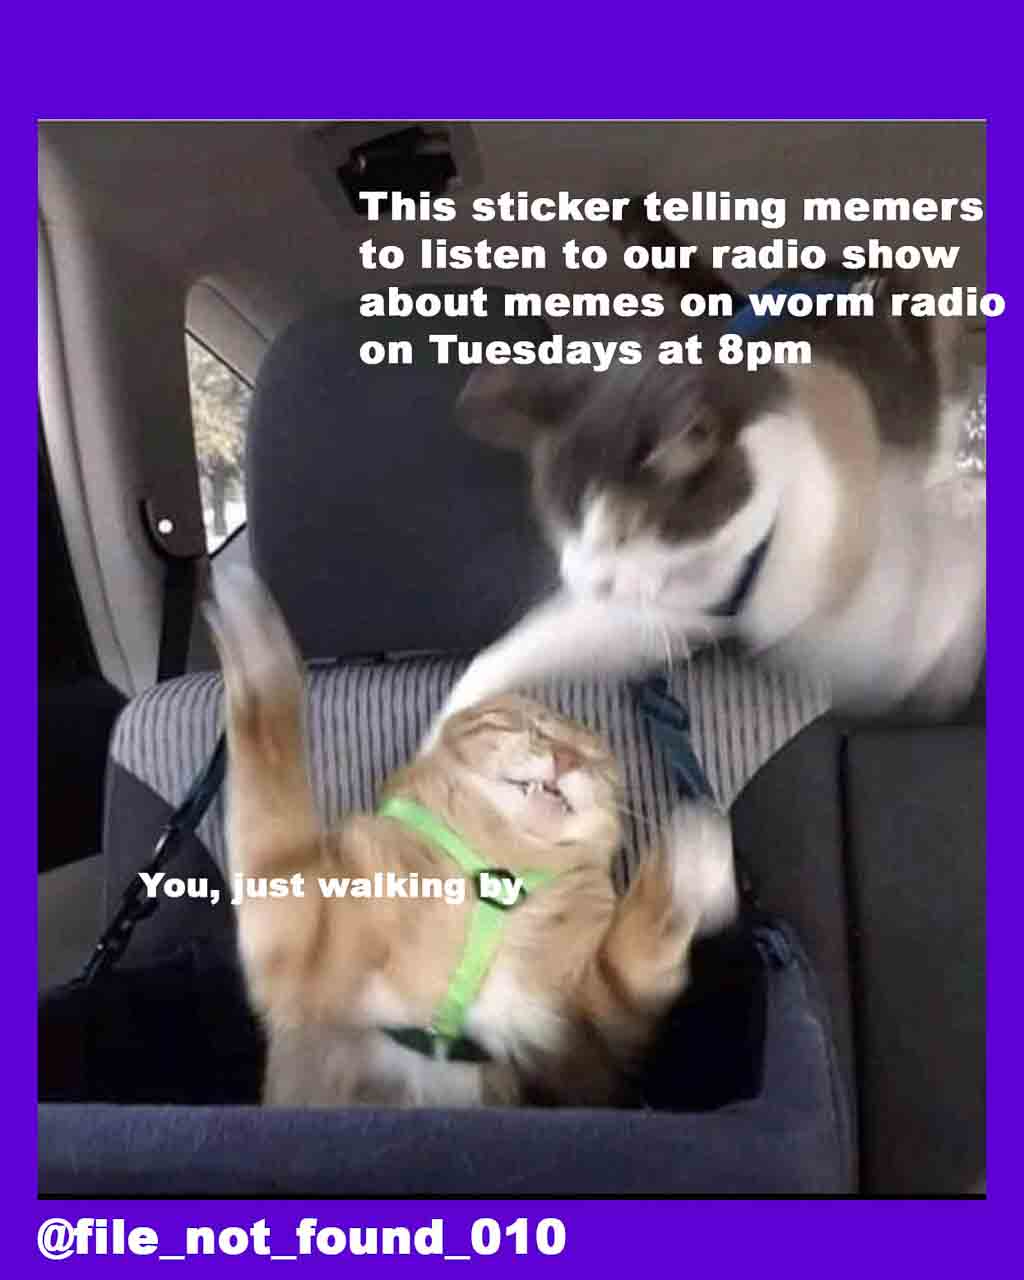 This sticker telling memers
to listen to our radio show
about memes on worm radio
on Tuesdays at 8pm
You, just walking by
@file_not_found_010